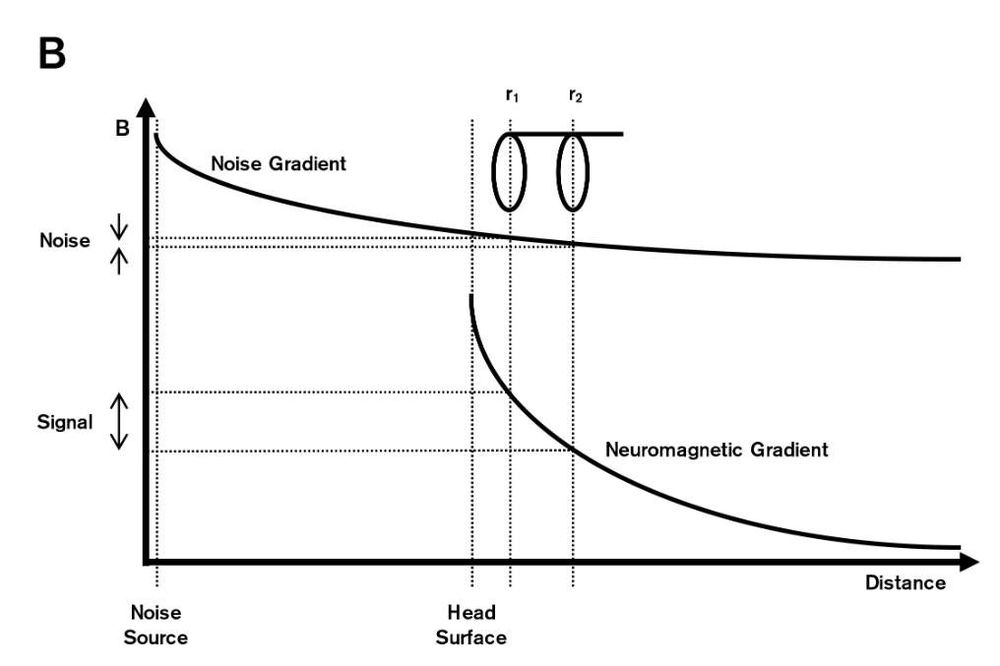 B
r₁ r₂
B
Noise Gradient
Noise
Signal
Neuromagnetic Gradient
Distance
Noise
Source
Head
Surface